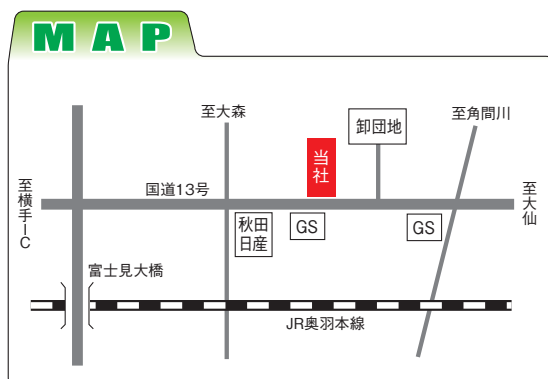 MAP
至大森
卸団地
至角間川
当社
至横手IC
国道13号
至大仙
秋田
日産
GS
GS
富士見大橋
JR奥羽本線